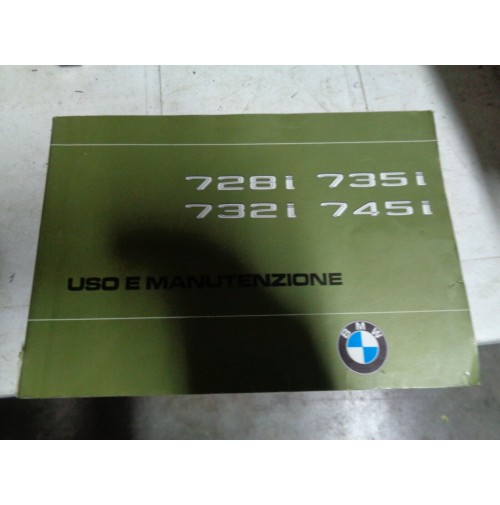 728i 735i
732i 745i
USO E MANUTENZIONE
BMW